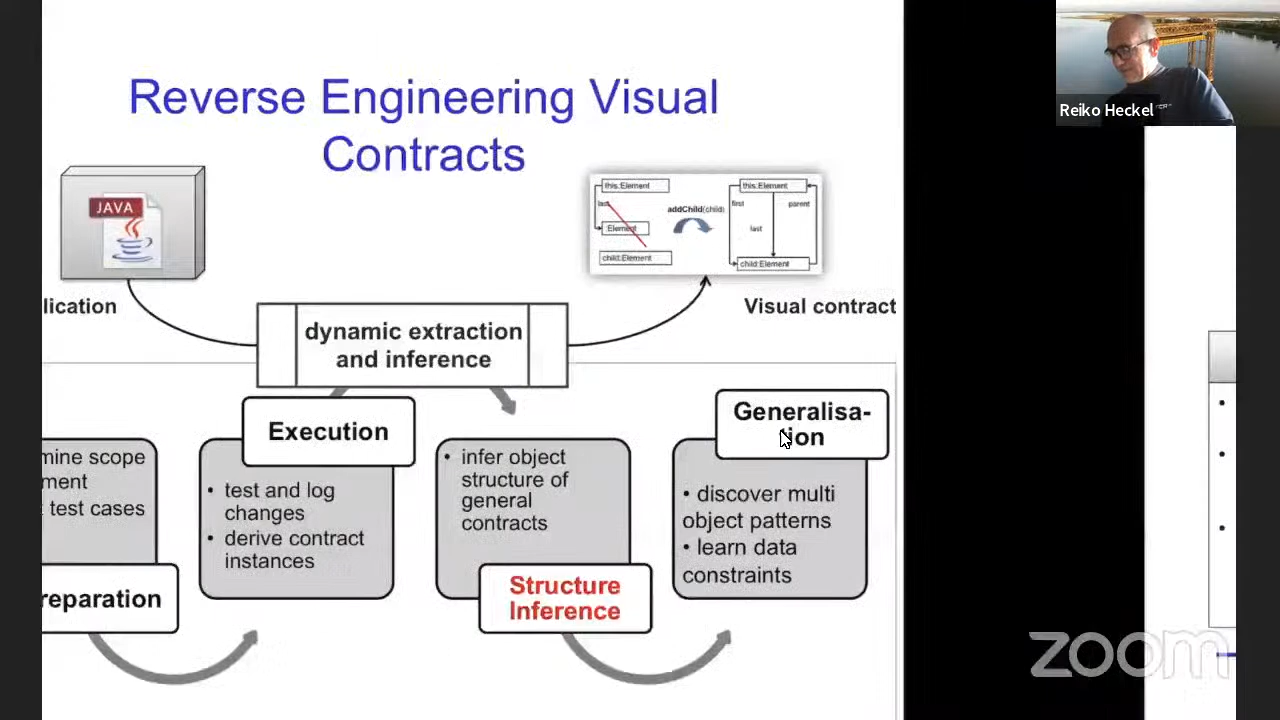 Reverse Engineering Visual
Contracts
Reiko Heckel
JAVA
this:Element
last
:Element
child:Element
addChild(child)
this:Element
first
parent
last
child:Element
lication
Visual contract
dynamic extraction
and inference
mine scope
ment
test cases
reparation
Execution
• test and log
changes
• derive contract
instances
• infer object
structure of
general
contracts
Structure
Inference
Generalisa-
tion
• discover multi
object patterns
• learn data
constraints
zoom